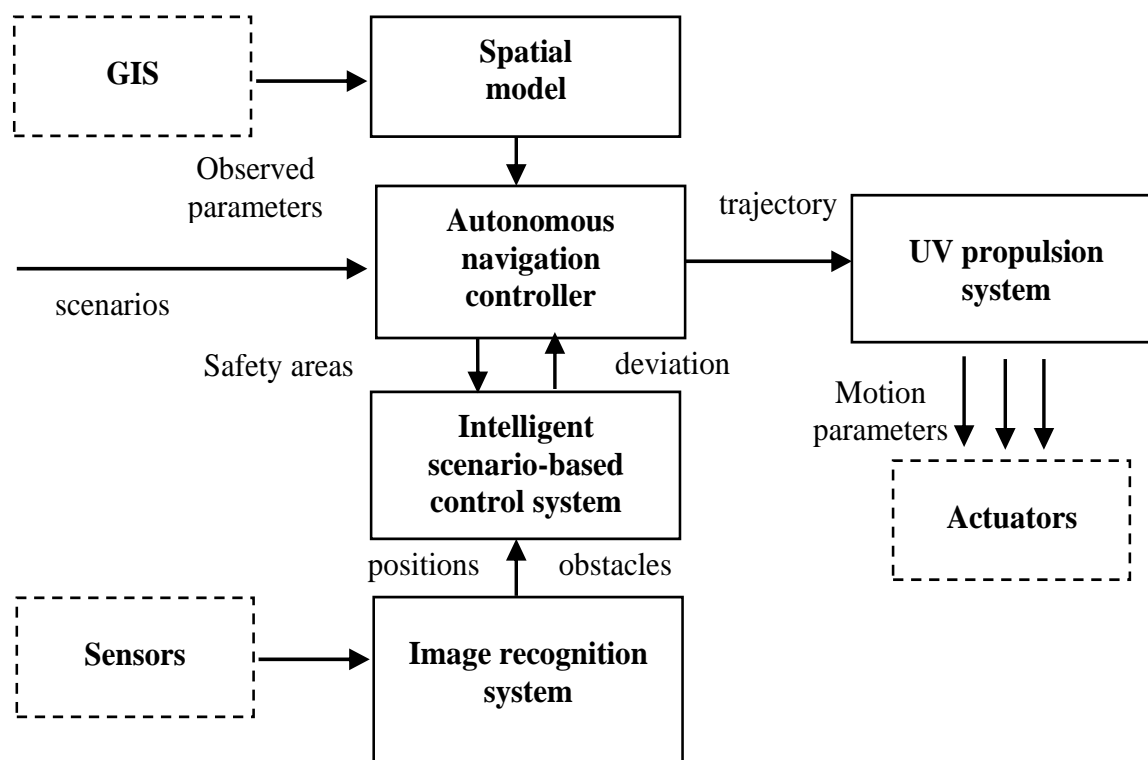 GIS
Spatial
model
Observed
parameters
Autonomous
navigation
controller
trajectory
UV propulsion
system
scenarios
Safety areas
deviation
Motion
parameters
Intelligent
scenario-based
control system
Actuators
positions
obstacles
Sensors
Image recognition
system